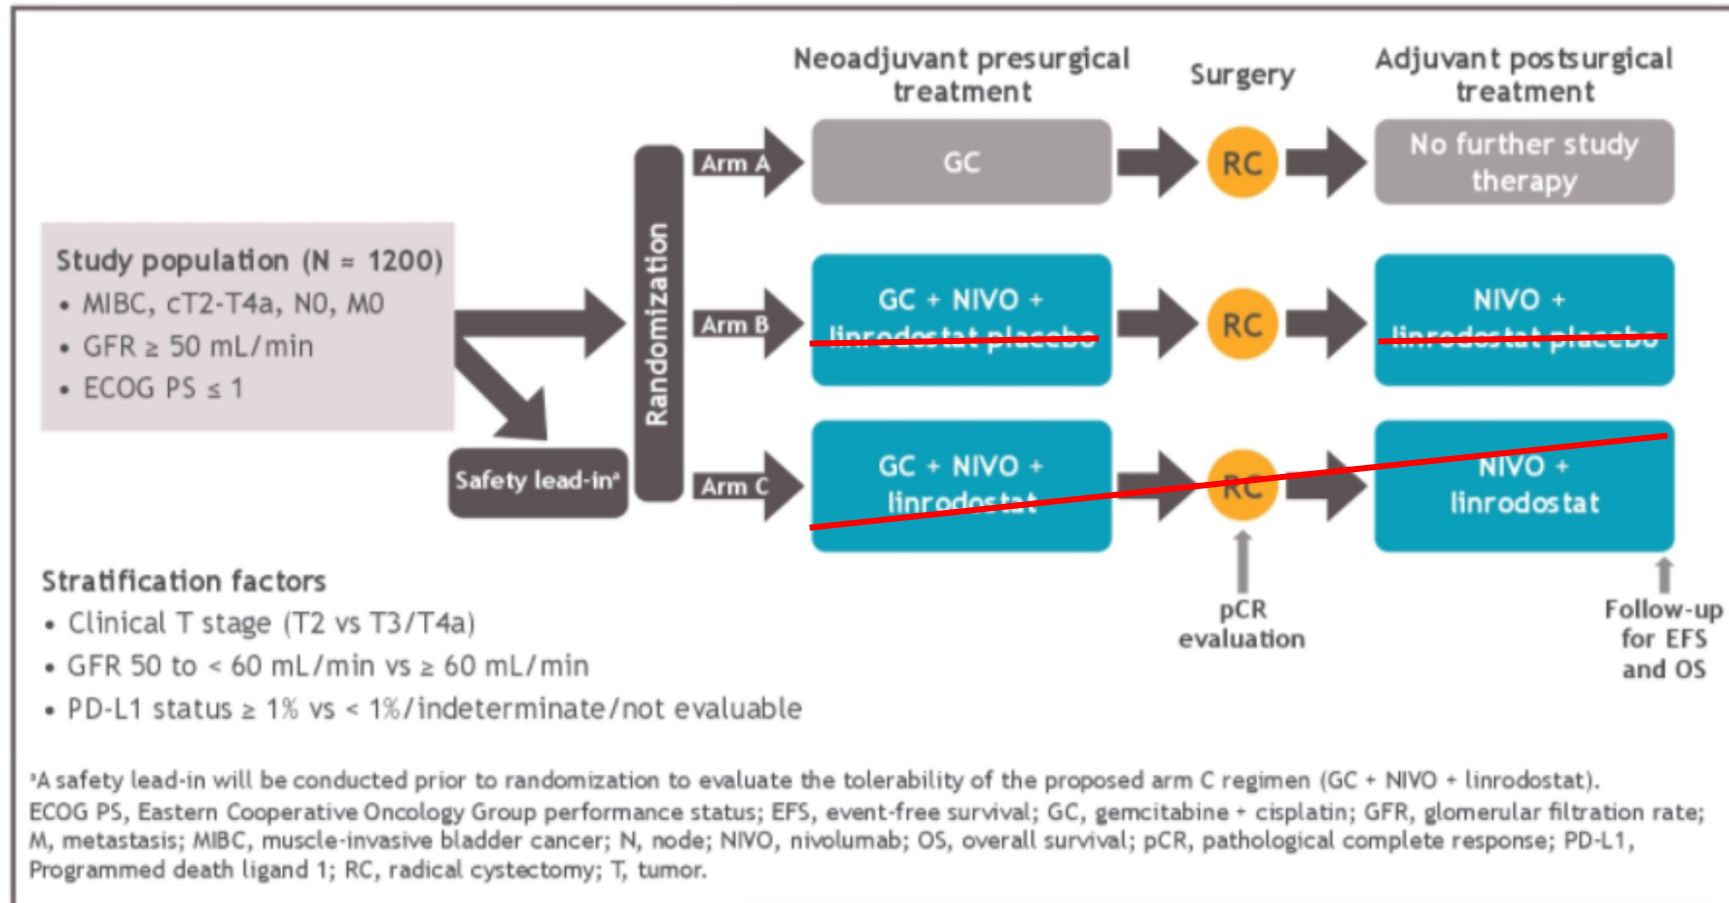 Neoadjuvant presurgical
treatment
Surgery
Adjuvant postsurgical
treatment
Arm A
GC
RC
No further study
therapy
Study population (N ≈ 1200)
• MIBC, cT2-T4a, N0, M0
• GFR ≥ 50 mL/min
• ECOG PS ≤ 1
Randomization
Arm B
GC + NIVO +
linrodostat placebo
RC
NIVO +
linrodostat placebo
Safety lead-inᵃ
Arm C
GC + NIVO +
linrodostat
RC
NIVO +
linrodostat
pCR
evaluation
Follow-up
for EFS
and OS
Stratification factors
• Clinical T stage (T2 vs T3/T4a)
• GFR 50 to < 60 mL/min vs ≥ 60 mL/min
• PD-L1 status ≥ 1% vs < 1%/indeterminate/not evaluable
ᵃA safety lead-in will be conducted prior to randomization to evaluate the tolerability of the proposed arm C regimen (GC + NIVO + linrodostat).
ECOG PS, Eastern Cooperative Oncology Group performance status; EFS, event-free survival; GC, gemcitabine + cisplatin; GFR, glomerular filtration rate;
M, metastasis; MIBC, muscle-invasive bladder cancer; N, node; NIVO, nivolumab; OS, overall survival; pCR, pathological complete response; PD-L1,
Programmed death ligand 1; RC, radical cystectomy; T, tumor.